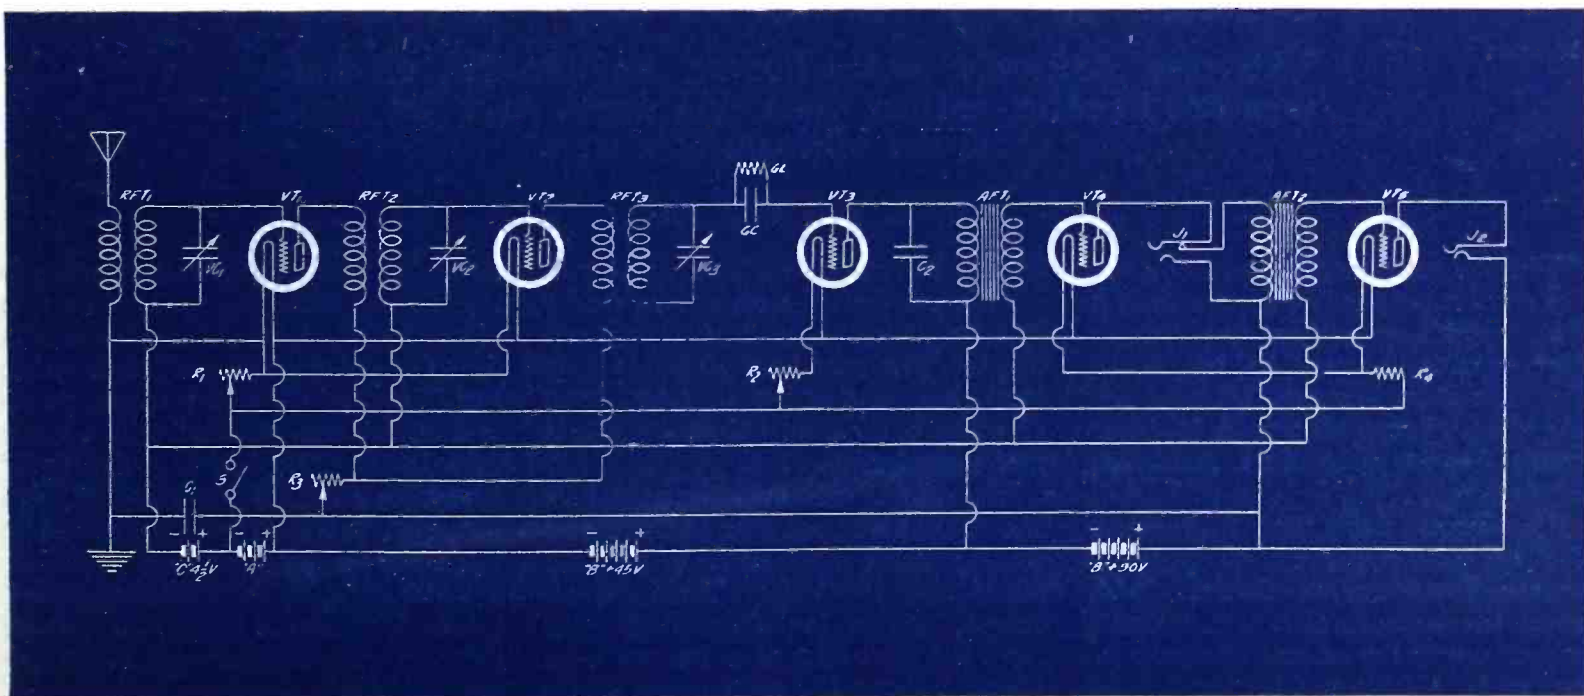 GL
RFT1 VT1 RFT2 VT2 RFT3 VT3 AFT1 VT4 AFT2 VT5
GC
VC1 VC2 VC3 C2 J1 J2
R1 R2 R4
S R3
C1
- + - + - + - +
"C" 4½V "A" "B"+45V "B"+90V